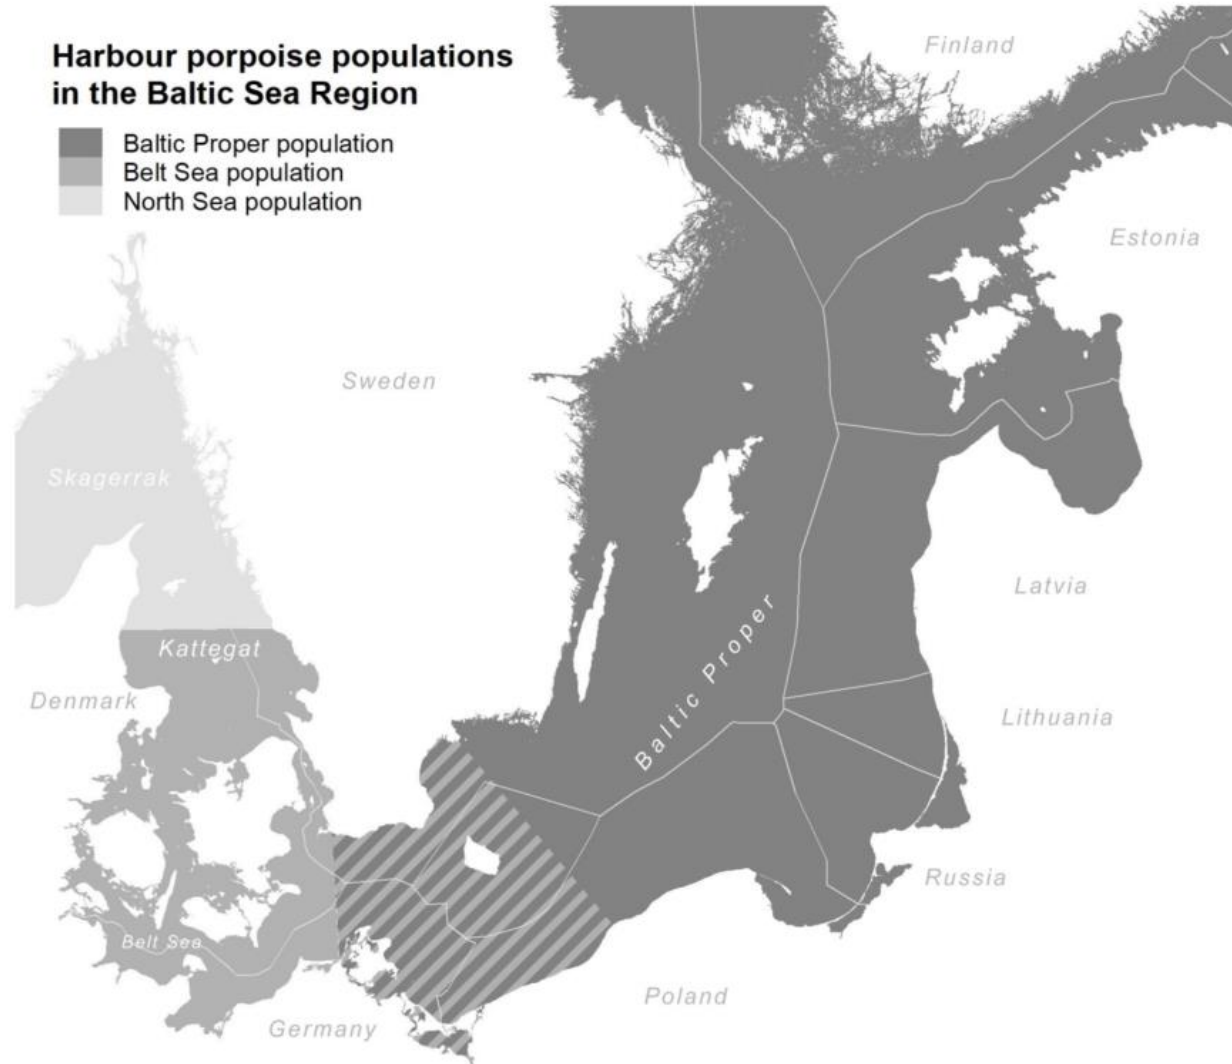 Harbour porpoise populations
in the Baltic Sea Region
Baltic Proper population
Belt Sea population
North Sea population
Finland
Estonia
Sweden
Skagerrak
Latvia
Kattegat
Denmark
Baltic Proper
Lithuania
Russia
Belt Sea
Poland
Germany